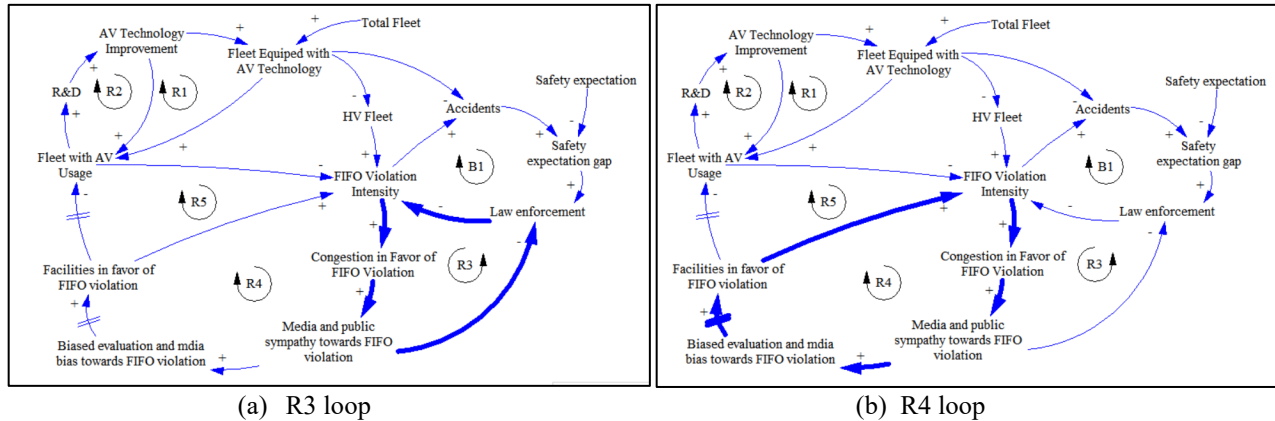 Total Fleet
AV Technology
Improvement
Fleet Equiped with
AV Technology
Safety expectation
R&D
R2
R1
Accidents
HV Fleet
Safety
expectation gap
B1
Fleet with AV
Usage
FIFO Violation
Intensity
R5
Law enforcement
Congestion in Favor of
FIFO Violation
R3
Facilities in favor of
FIFO violation
R4
Media and public
sympathy towards FIFO
violation
Biased evaluation and mdia
bias towards FIFO violation
(a) R3 loop
Total Fleet
AV Technology
Improvement
Fleet Equiped with
AV Technology
Safety expectation
R&D
R2
R1
Accidents
HV Fleet
Safety
expectation gap
B1
Fleet with AV
Usage
FIFO Violation
Intensity
R5
Law enforcement
Congestion in Favor of
FIFO Violation
R3
Facilities in favor of
FIFO violation
R4
Media and public
sympathy towards FIFO
violation
Biased evaluation and mdia
bias towards FIFO violation
(b) R4 loop